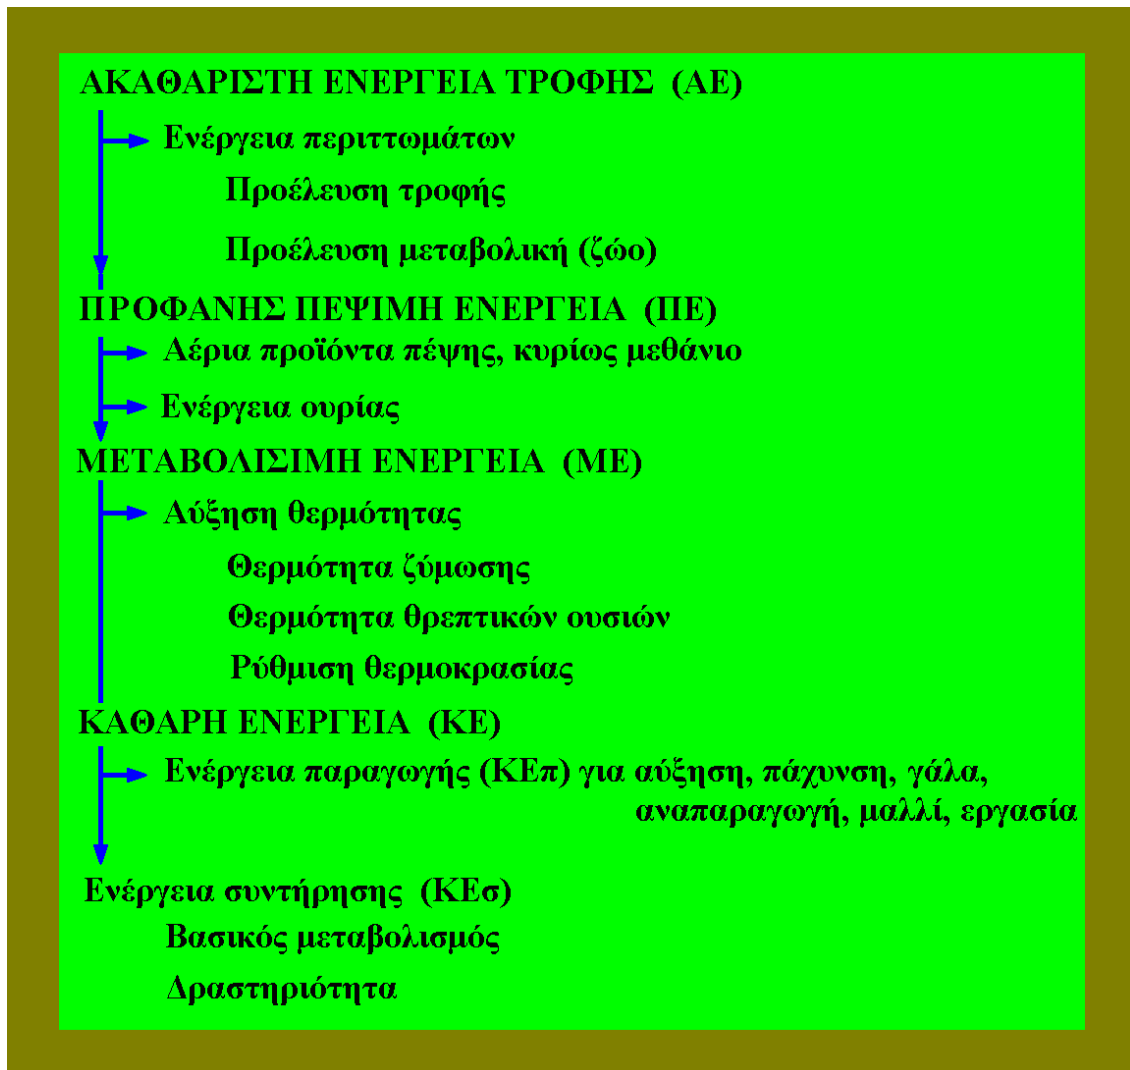 ΑΚΑΘΑΡΙΣΤΗ ΕΝΕΡΓΕΙΑ ΤΡΟΦΗΣ (ΑΕ)
Ενέργεια περιττωμάτων
Προέλευση τροφής
Προέλευση μεταβολική (ζώο)
ΠΡΟΦΑΝΗΣ ΠΕΨΙΜΗ ΕΝΕΡΓΕΙΑ (ΠΕ)
Αέρια προϊόντα πέψης, κυρίως μεθάνιο
Ενέργεια ουρίας
ΜΕΤΑΒΟΛΙΣΙΜΗ ΕΝΕΡΓΕΙΑ (ΜΕ)
Αύξηση θερμότητας
Θερμότητα ζύμωσης
Θερμότητα θρεπτικών ουσιών
Ρύθμιση θερμοκρασίας
ΚΑΘΑΡΗ ΕΝΕΡΓΕΙΑ (ΚΕ)
Ενέργεια παραγωγής (ΚΕπ) για αύξηση, πάχυνση, γάλα,
αναπαραγωγή, μαλλί, εργασία
Ενέργεια συντήρησης (ΚΕσ)
Βασικός μεταβολισμός
Δραστηριότητα